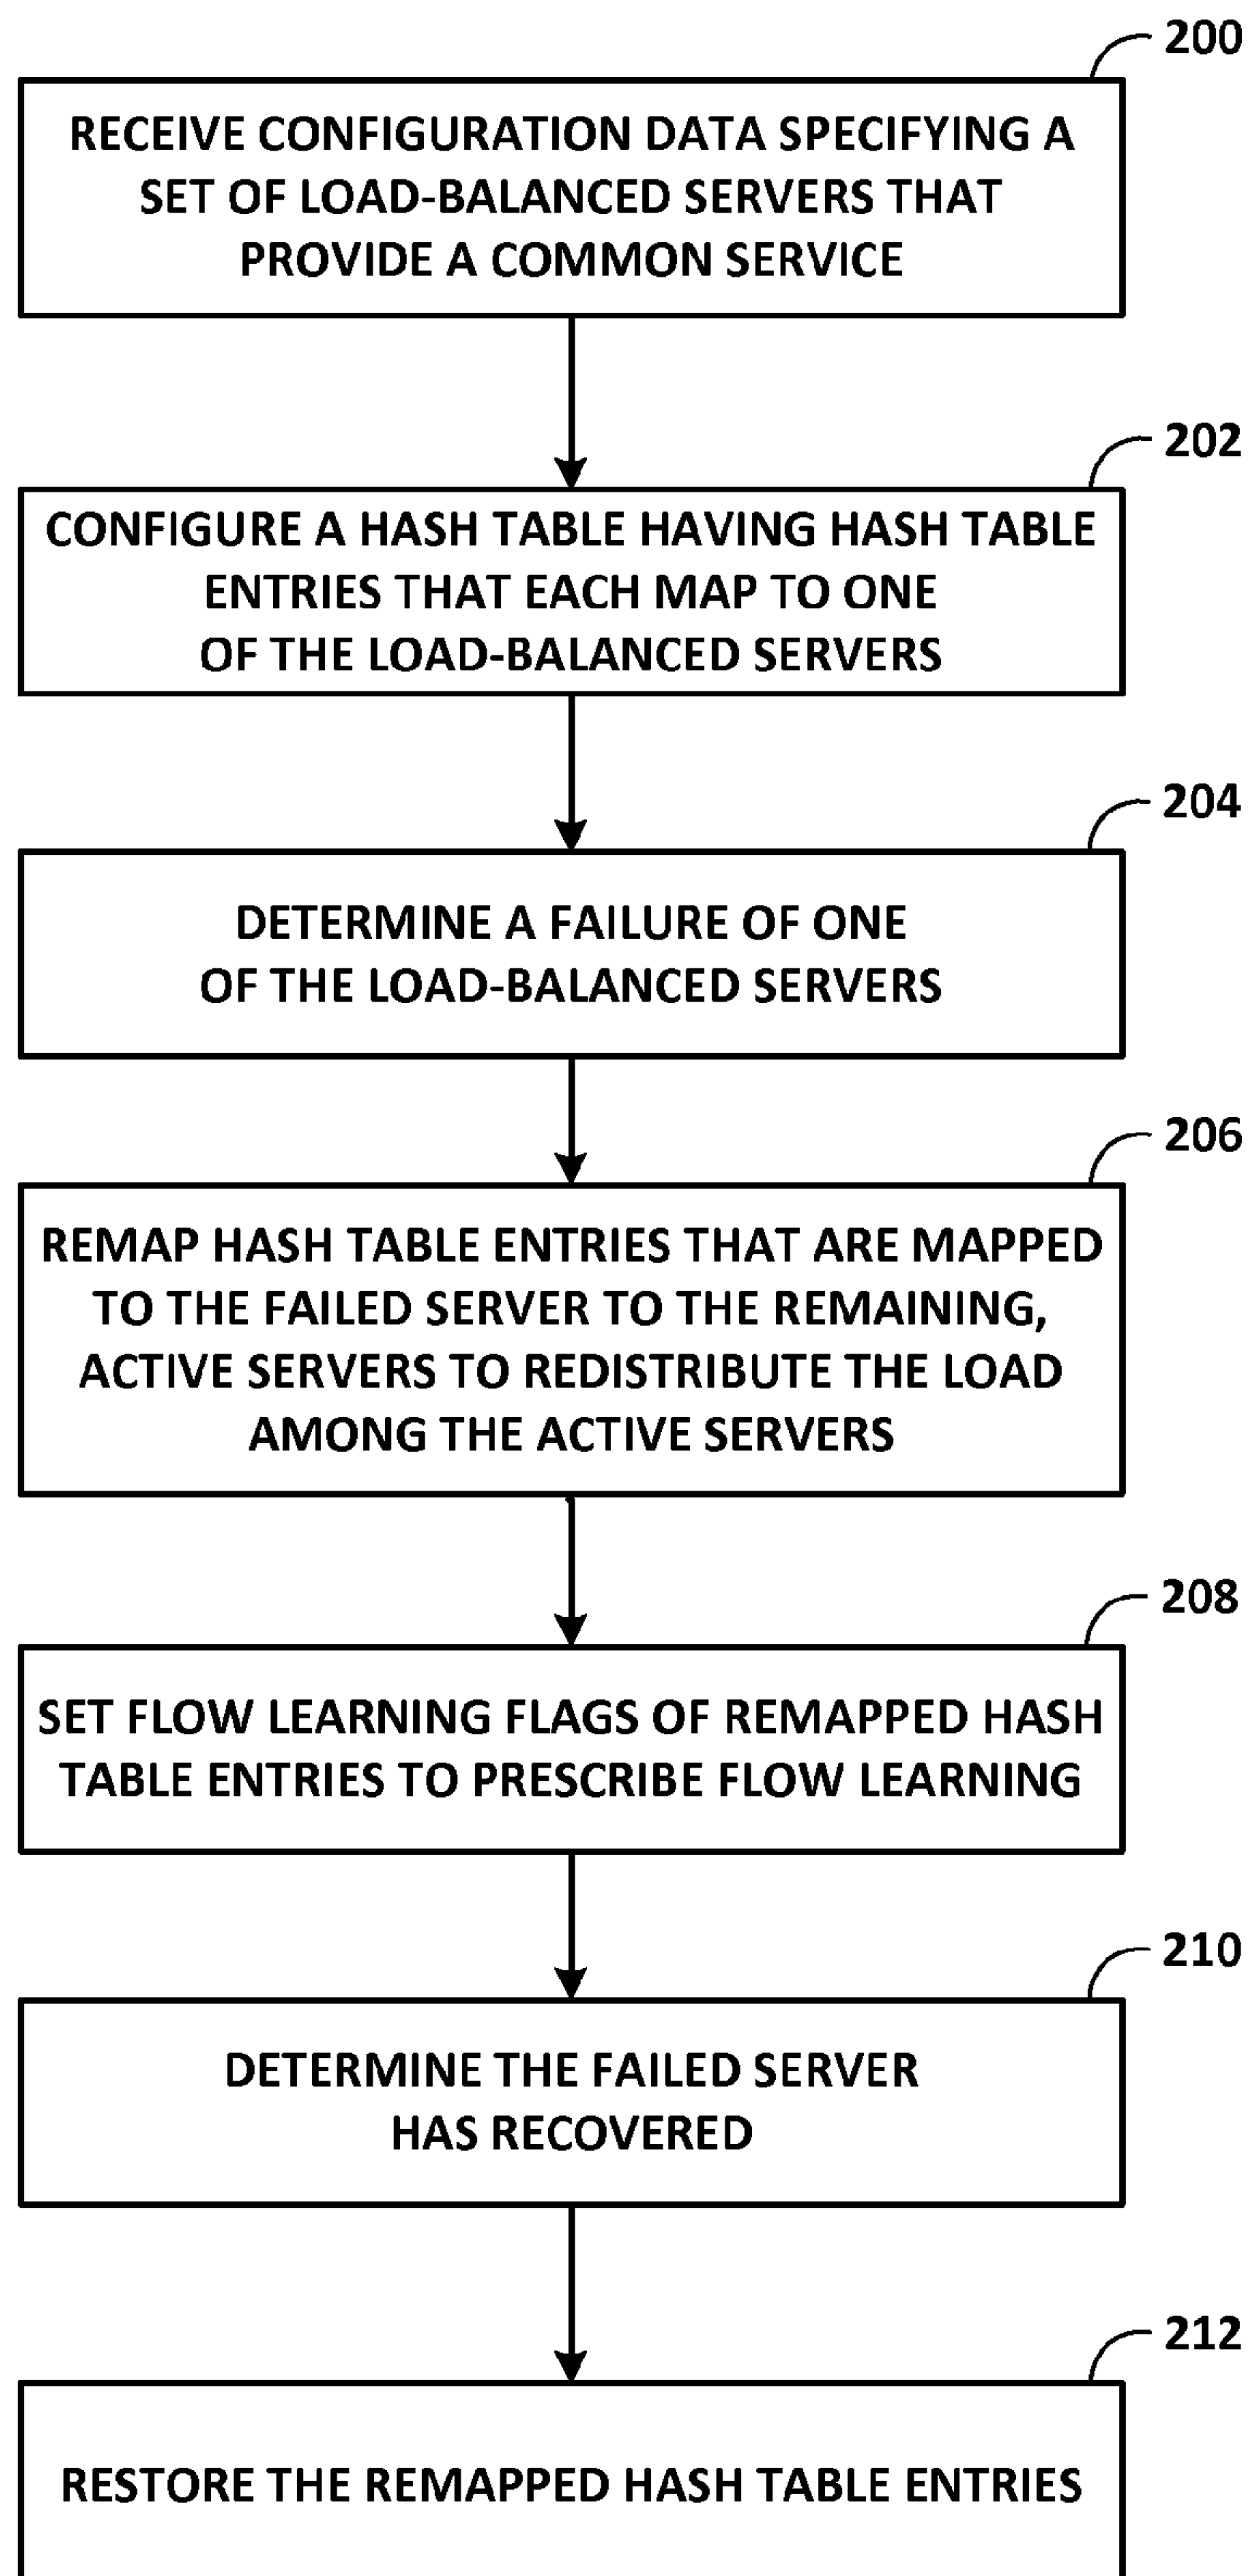 200
RECEIVE CONFIGURATION DATA SPECIFYING A
SET OF LOAD-BALANCED SERVERS THAT
PROVIDE A COMMON SERVICE
202
CONFIGURE A HASH TABLE HAVING HASH TABLE
ENTRIES THAT EACH MAP TO ONE
OF THE LOAD-BALANCED SERVERS
204
DETERMINE A FAILURE OF ONE
OF THE LOAD-BALANCED SERVERS
206
REMAP HASH TABLE ENTRIES THAT ARE MAPPED
TO THE FAILED SERVER TO THE REMAINING,
ACTIVE SERVERS TO REDISTRIBUTE THE LOAD
AMONG THE ACTIVE SERVERS
208
SET FLOW LEARNING FLAGS OF REMAPPED HASH
TABLE ENTRIES TO PRESCRIBE FLOW LEARNING
210
DETERMINE THE FAILED SERVER
HAS RECOVERED
212
RESTORE THE REMAPPED HASH TABLE ENTRIES